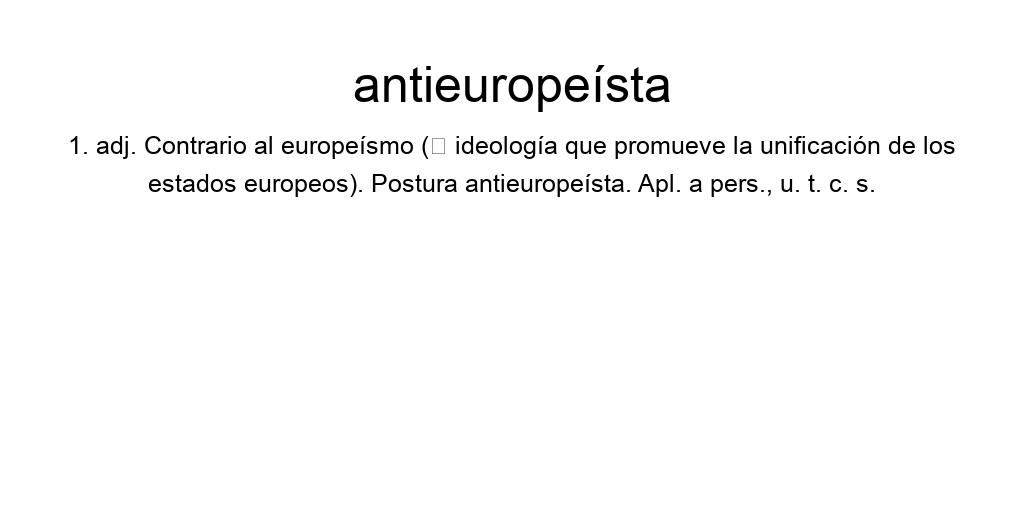 antieuropeísta
1. adj. Contrario al europeísmo (□ ideología que promueve la unificación de los
estados europeos). Postura antieuropeísta. Apl. a pers., u. t. c. s.